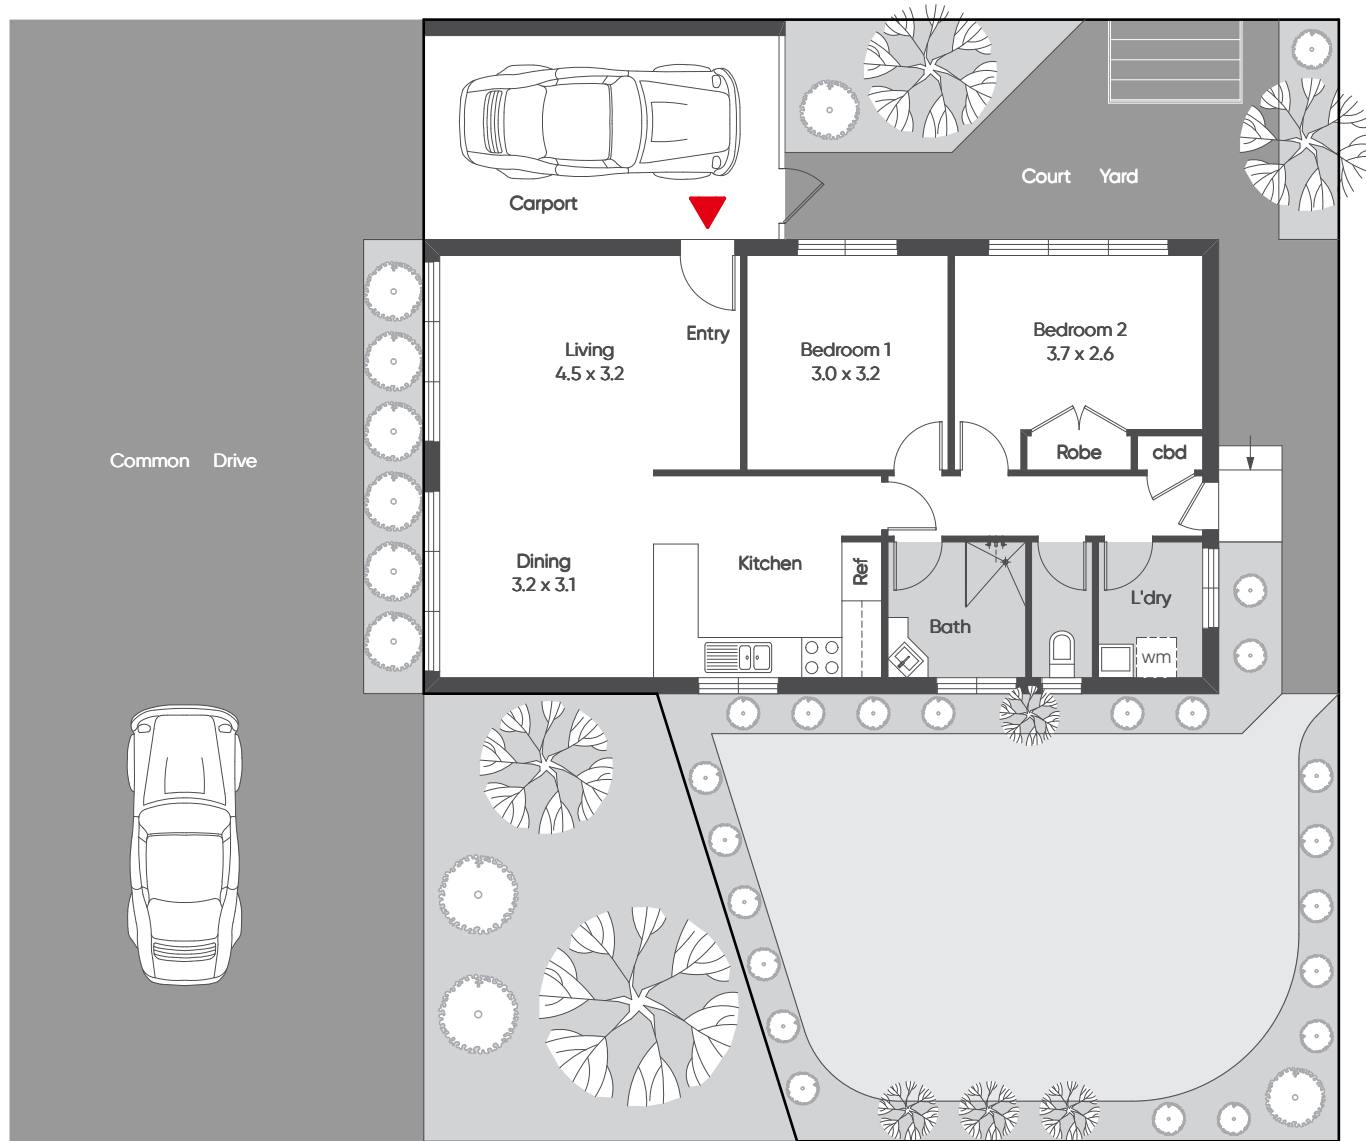 Carport
Court Yard
Entry
Living
4.5 x 3.2
Bedroom 1
3.0 x 3.2
Bedroom 2
3.7 x 2.6
Robe
cbd
Common Drive
Dining
3.2 x 3.1
Kitchen
Ref
Bath
L'dry
wm